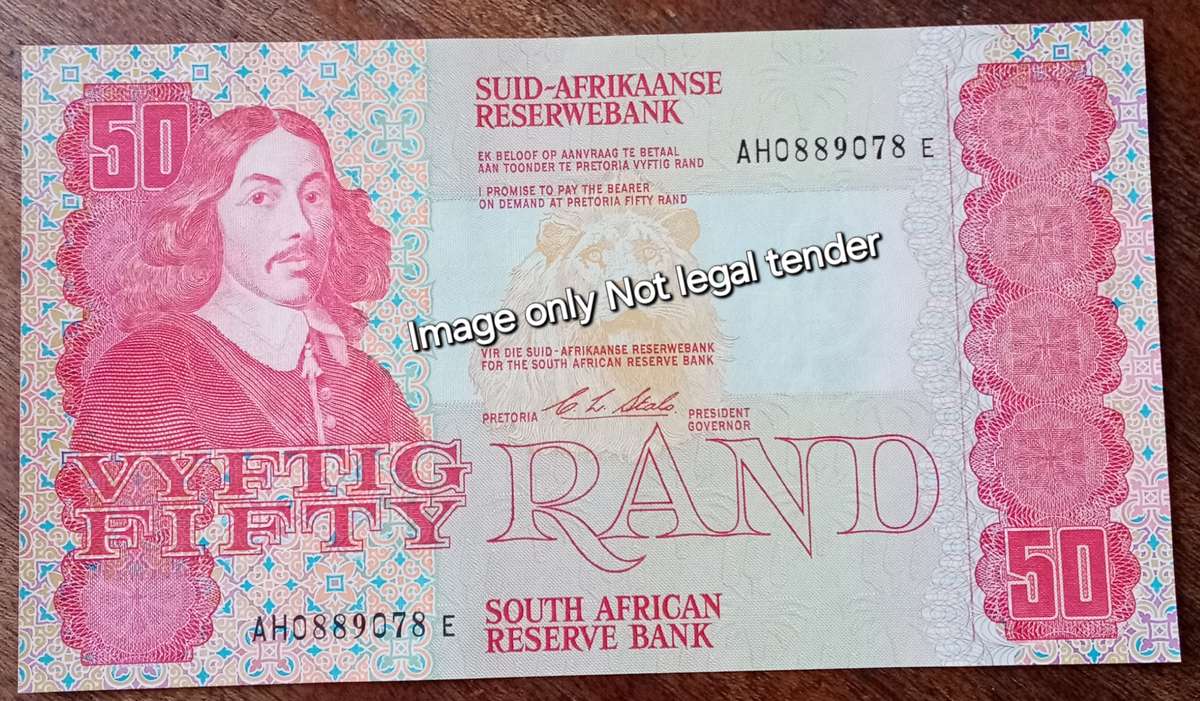 50
SUID-AFRIKAANSE
RESERWEBANK
EK BELOOF OP AANVRAAG TE BETAAL
AAN TOONDER TE PRETORIA VYFTIG RAND
AH0889078 E
I PROMISE TO PAY THE BEARER
ON DEMAND AT PRETORIA FIFTY RAND
Image only Not legal tender
VIR DIE SUID-AFRIKAANSE RESERWEBANK
FOR THE SOUTH AFRICAN RESERVE BANK
C. L. Stals.
PRETORIA
PRESIDENT
GOVERNOR
VYFTIG
FIFTY
RAND
50
AH0889078 E
SOUTH AFRICAN
RESERVE BANK